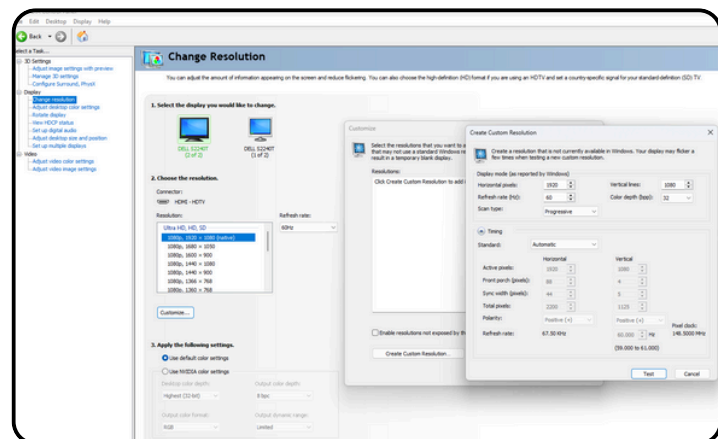 Edit Desktop Display Help
Back
Select a Task...
3D Settings
Adjust image settings with preview
Manage 3D settings
Configure Surround, PhysX
Display
Change resolution
Adjust desktop color settings
Rotate display
View HDCP status
Set up digital audio
Adjust desktop size and position
Set up multiple displays
Video
Adjust video color settings
Adjust video image settings
Change Resolution
You can adjust the amount of information appearing on the screen and reduce flickering. You can also choose the high-definition (HD) format if you are using an HDTV and set a country-specific signal for your standard definition (SD) TV.
1. Select the display you would like to change.
DELL S2240T
(2 of 2)
DELL S2240T
(1 of 2)
2. Choose the resolution.
Connector:
HDMI - HDTV
Resolution:
Refresh rate:
Ultra HD, HD, SD
60Hz
1080p, 1920 × 1080 (native)
1080p, 1680 × 1050
1080p, 1600 × 900
1080p, 1440 × 1080
1080p, 1440 × 900
1080p, 1366 × 768
1080p, 1360 × 768
Customize...
3. Apply the following settings.
Use default color settings
Use NVIDIA color settings
Desktop color depth:
Output color depth:
Highest (32-bit)
8 bpc
Output color format:
Output dynamic range:
RGB
Limited
Customize
Select the resolutions that you want to a
that may not use a standard Windows re
result in a temporary blank display.
Resolutions:
Click Create Custom Resolution to add
Enable resolutions not exposed by th
Create Custom Resolution...
Create Custom Resolution
Create a resolution that is not currently available in Windows. Your display may flicker a
few times when testing a new custom resolution.
Display mode (as reported by Windows)
Horizontal pixels: 1920
Vertical lines: 1080
Refresh rate (Hz): 60
Color depth (bpp): 32
Scan type: Progressive
Timing
Standard: Automatic
Horizontal Vertical
Active pixels: 1920 1080
Front porch (pixels): 88 4
Sync width (pixels): 44 5
Total pixels: 2200 1125
Polarity: Positive (+) Positive (+)
Pixel clock:
Refresh rate: 67.50 KHz 60.000 Hz 148.5000 MHz
(59.000 to 61.000)
Test Cancel